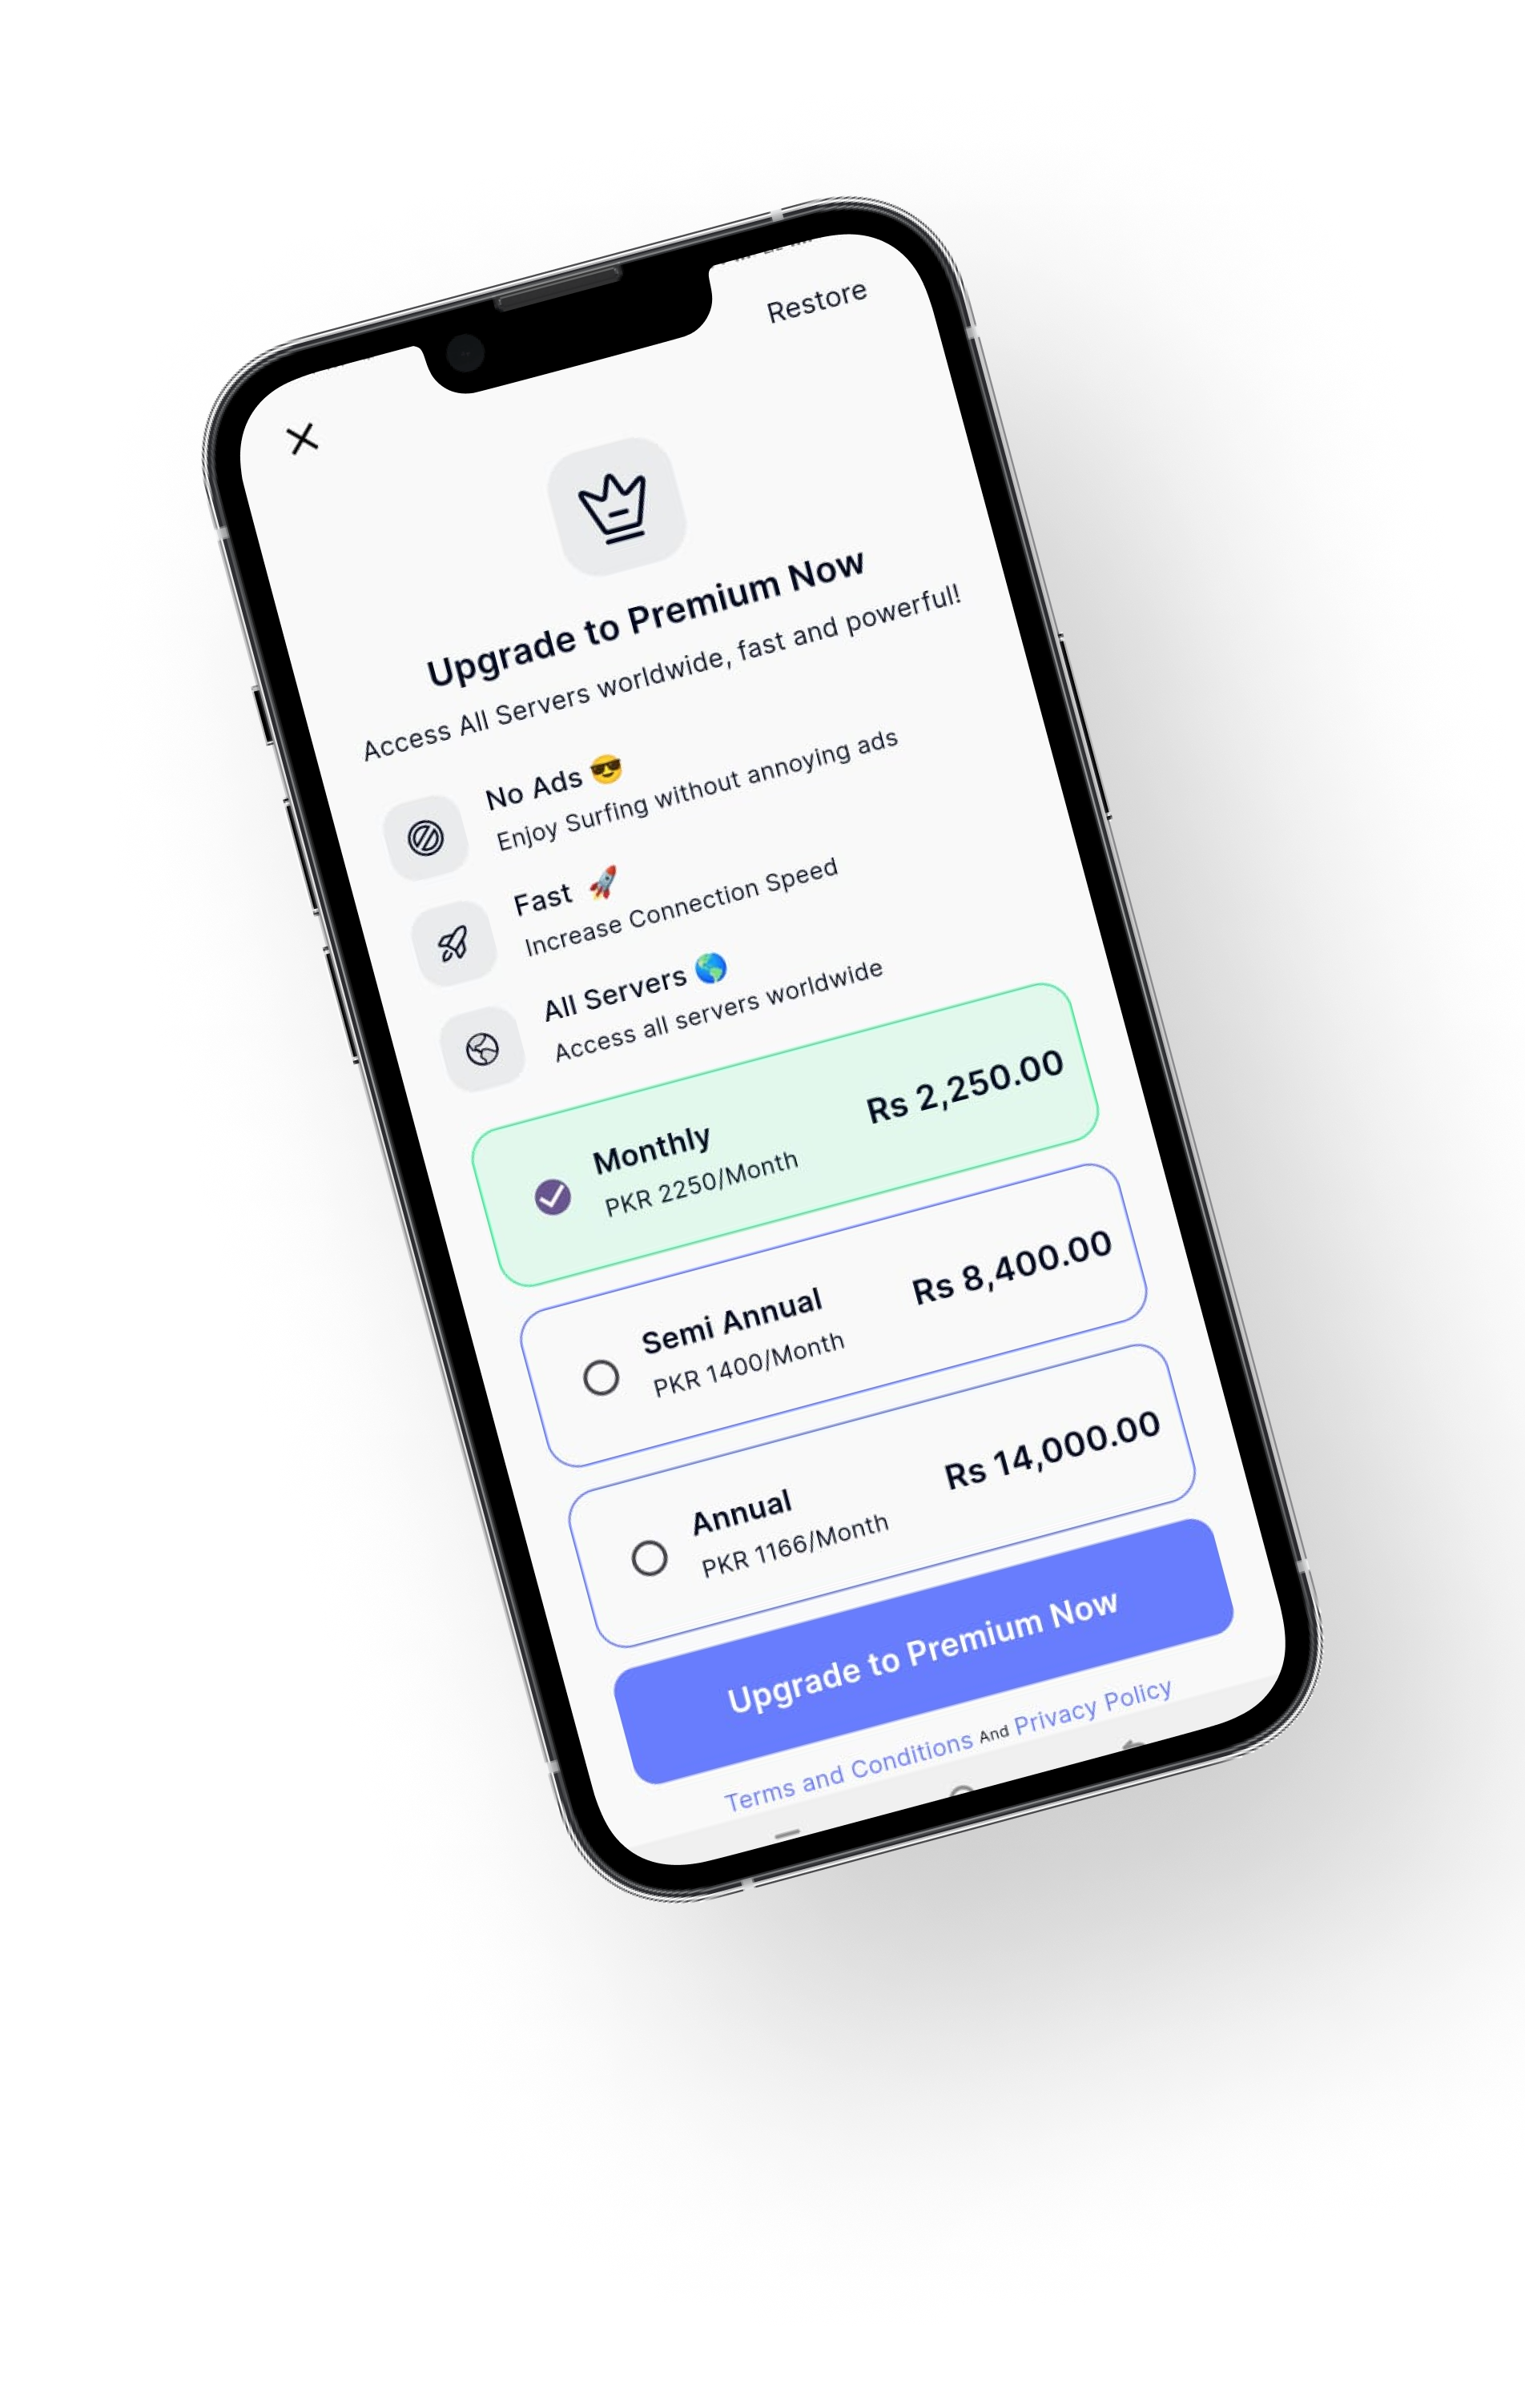 Restore
Upgrade to Premium Now
Access All Servers worldwide, fast and powerful!
No Ads 😎
Enjoy Surfing without annoying ads
Fast 🚀
Increase Connection Speed
All Servers 🌎
Access all servers worldwide
Monthly
PKR 2250/Month
Rs 2,250.00
Semi Annual
PKR 1400/Month
Rs 8,400.00
Annual
PKR 1166/Month
Rs 14,000.00
Upgrade to Premium Now
Terms and Conditions And Privacy Policy